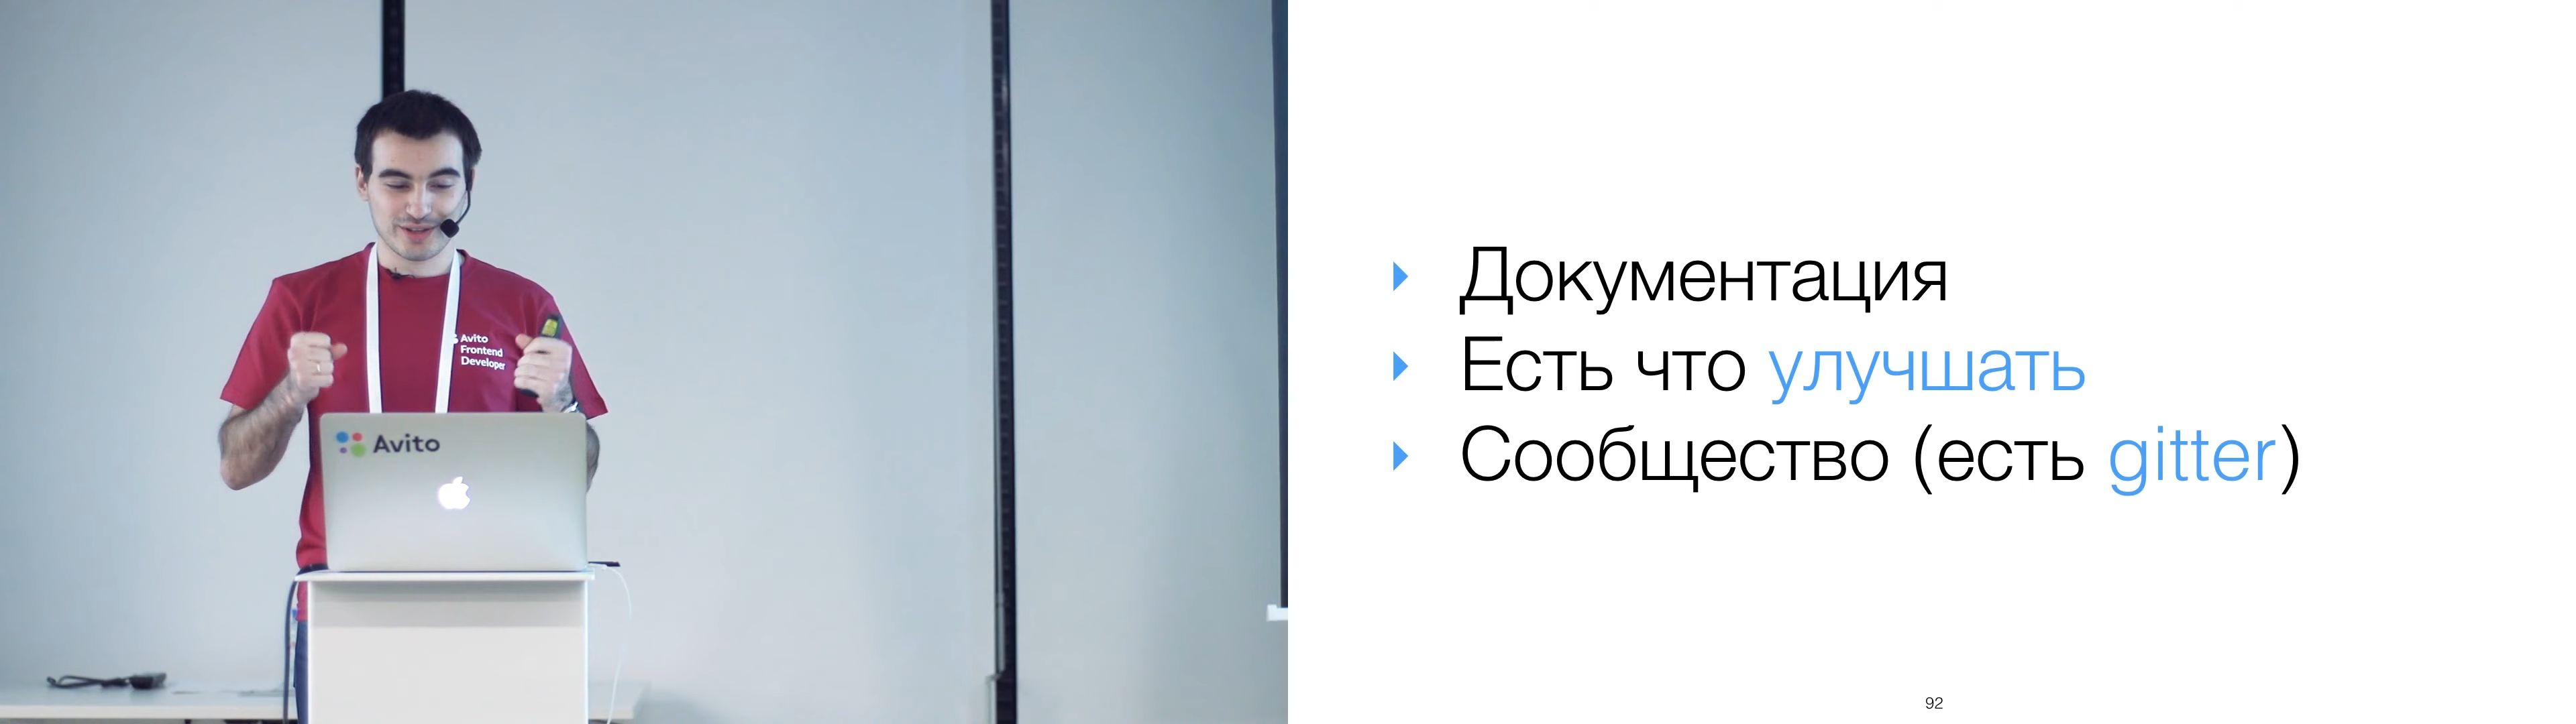 Avito
Frontend
Developer
Avito
Документация
Есть что улучшать
Сообщество (есть gitter)
92